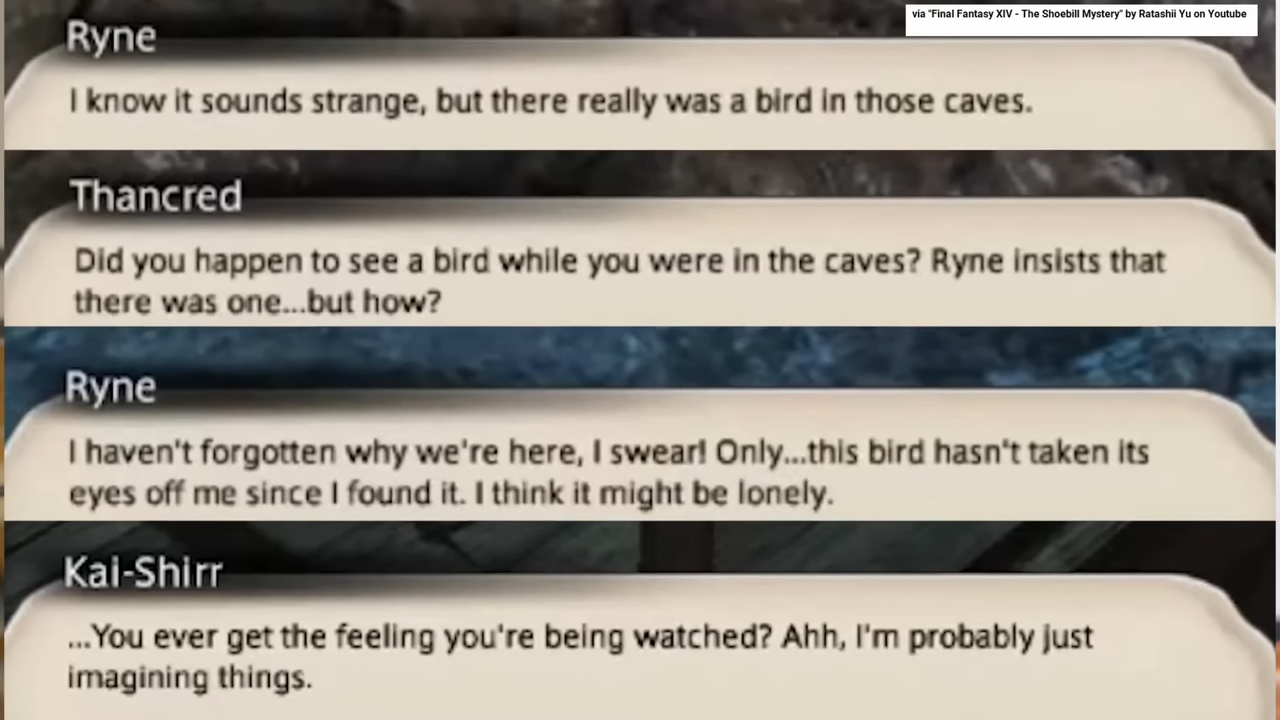 via "Final Fantasy XIV - The Shoebill Mystery" by Ratashii Yu on Youtube
Ryne
I know it sounds strange, but there really was a bird in those caves.
Thancred
Did you happen to see a bird while you were in the caves? Ryne insists that
there was one...but how?
Ryne
I haven't forgotten why we're here, I swear! Only...this bird hasn't taken its
eyes off me since I found it. I think it might be lonely.
Kai-Shirr
...You ever get the feeling you're being watched? Ahh, I'm probably just
imagining things.